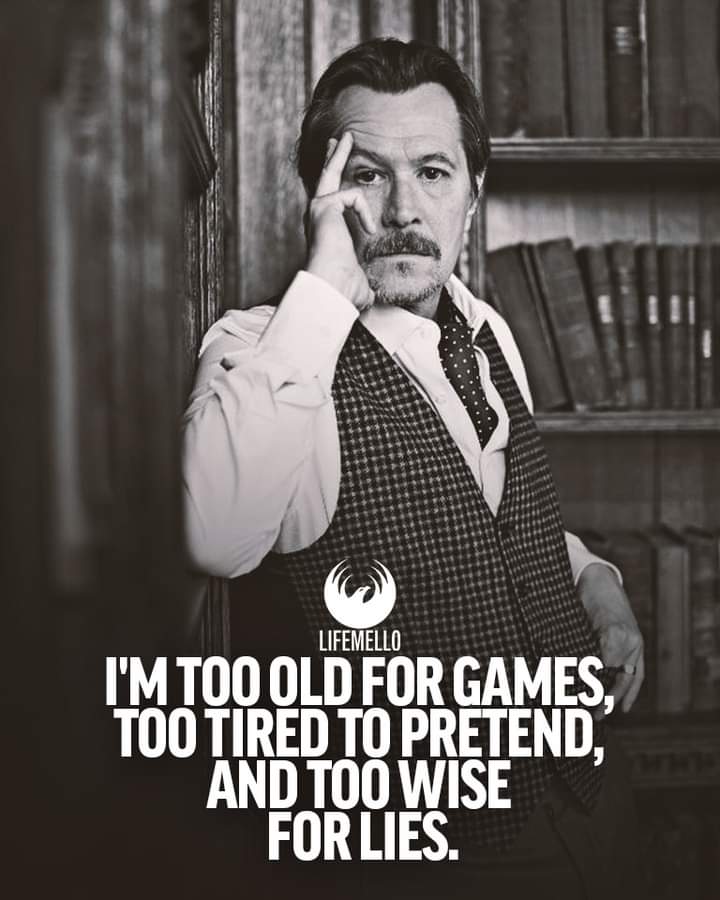 LIFEMELLO
I'M TOO OLD FOR GAMES,
TOO TIRED TO PRETEND,
AND TOO WISE
FOR LIES.